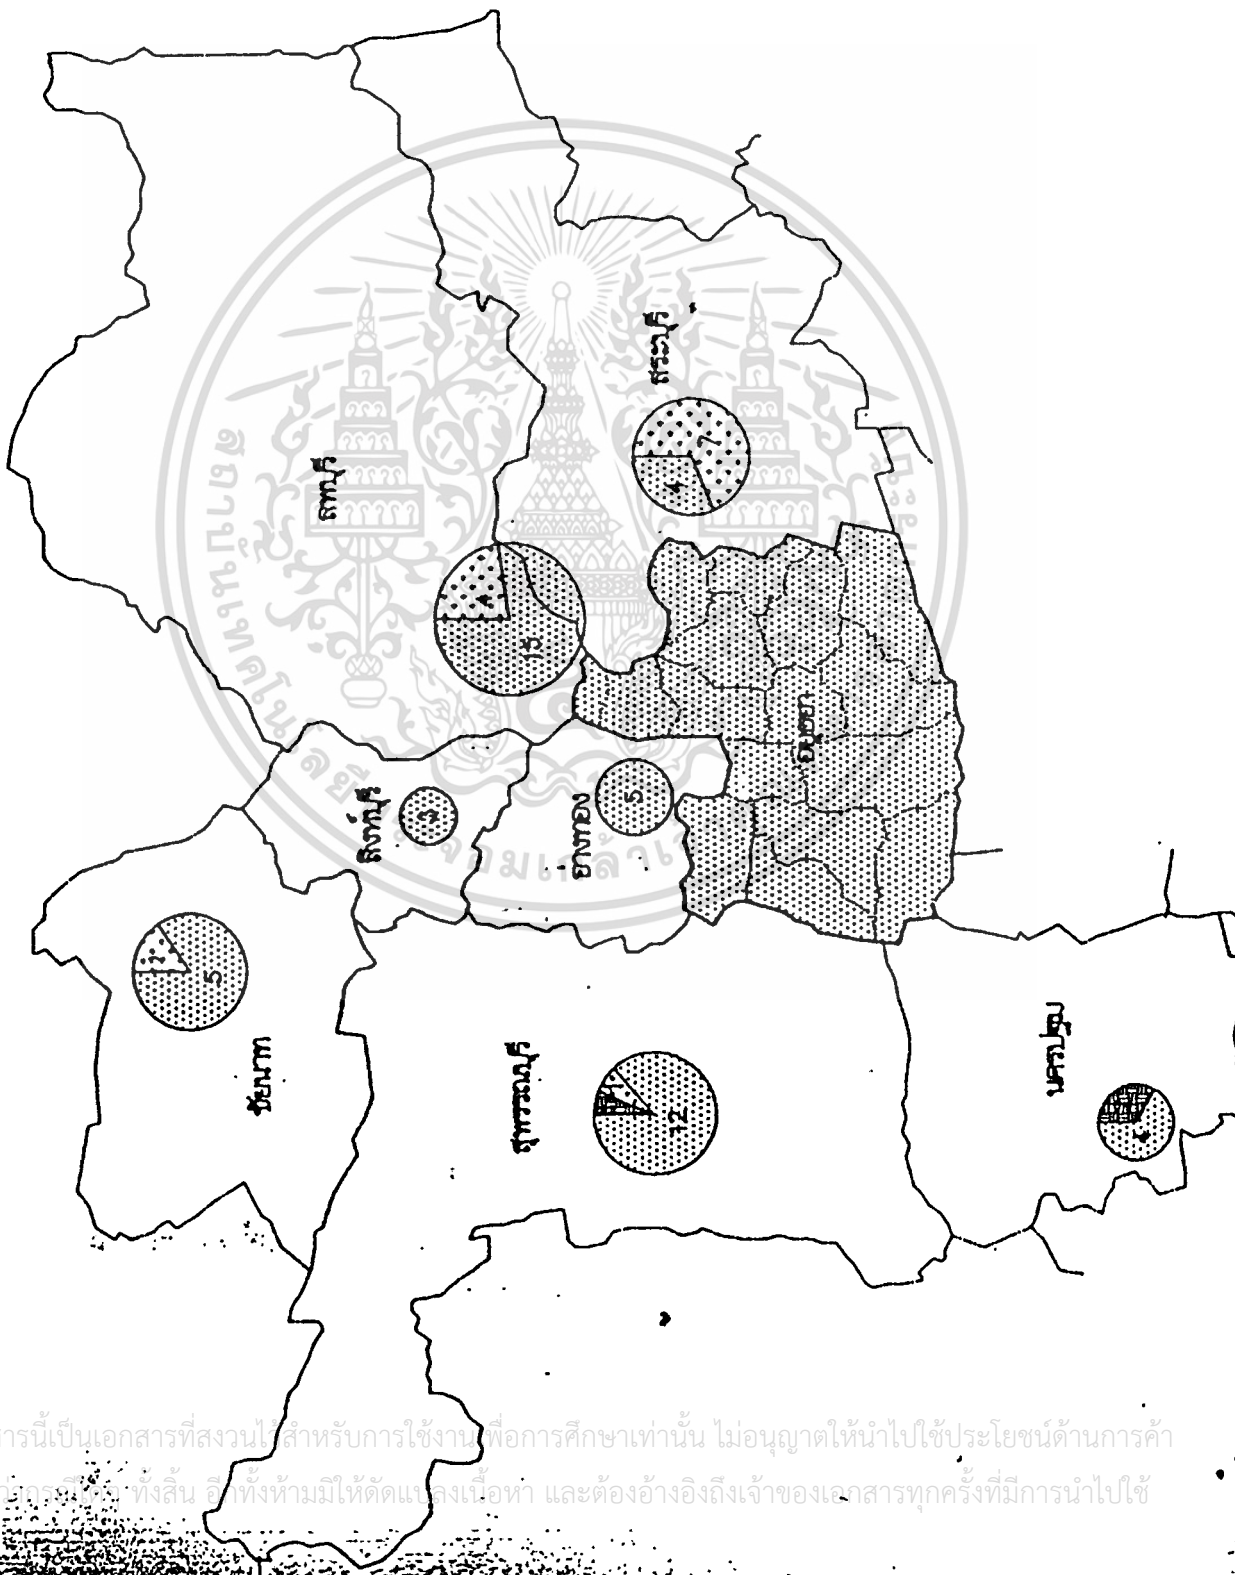 ลพบุรี
4
15
สระบุรี
7
4
สิงห์บุรี
3
อ่างทอง
5
อยุธยา
ชัยนาท
2
5
สุพรรณบุรี
1
12
นครปฐม
สารนี้เป็นเอกสารที่สงวนไว้สำหรับการใช้งานเพื่อการศึกษาเท่านั้น ไม่อนุญาตให้นำไปใช้ประโยชน์ด้านการค้า
ทั้งสิ้น อีกทั้งห้ามมิให้ดัดแปลงเนื้อหา และต้องอ้างอิงถึงเจ้าของเอกสารทุกครั้งที่มีการนำไปใช้